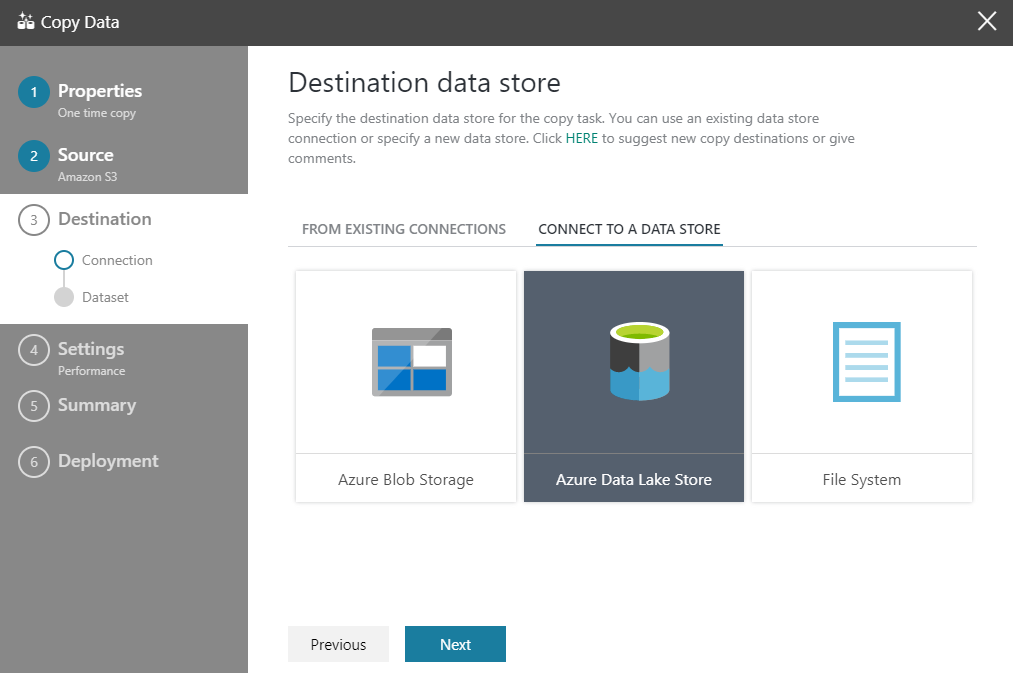 Copy Data
1 Properties
One time copy
2 Source
Amazon S3
3 Destination
Connection
Dataset
4 Settings
Performance
5 Summary
6 Deployment
Destination data store
Specify the destination data store for the copy task. You can use an existing data store
connection or specify a new data store. Click HERE to suggest new copy destinations or give
comments.
FROM EXISTING CONNECTIONS
CONNECT TO A DATA STORE
Azure Blob Storage
Azure Data Lake Store
File System
Previous
Next